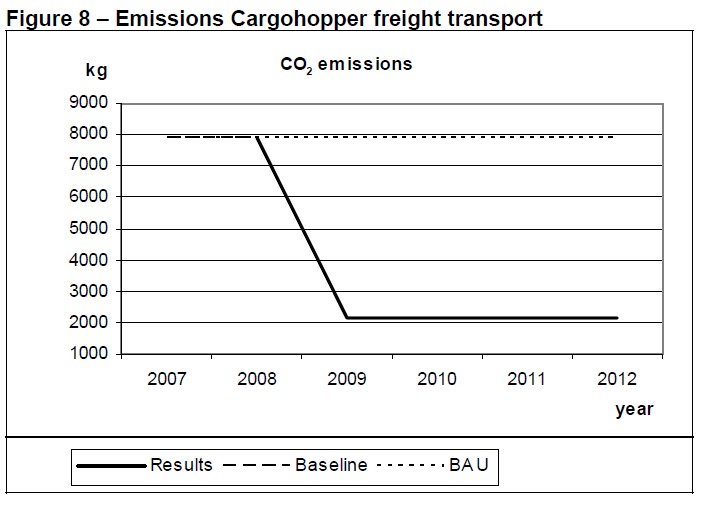 Figure 8 – Emissions Cargohopper freight transport
CO2 emissions
kg
9000
8000
7000
6000
5000
4000
3000
2000
1000
2007 2008 2009 2010 2011 2012
year
Results Baseline BAU